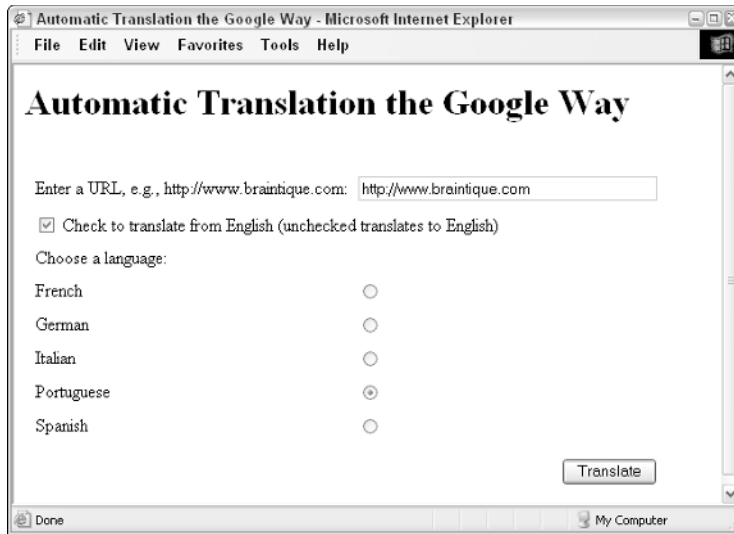 Automatic Translation the Google Way - Microsoft Internet Explorer
File Edit View Favorites Tools Help
Automatic Translation the Google Way
Enter a URL, e.g., http://www.braintique.com: http://www.braintique.com
Check to translate from English (unchecked translates to English)
Choose a language:
French
German
Italian
Portuguese
Spanish
Translate
Done My Computer